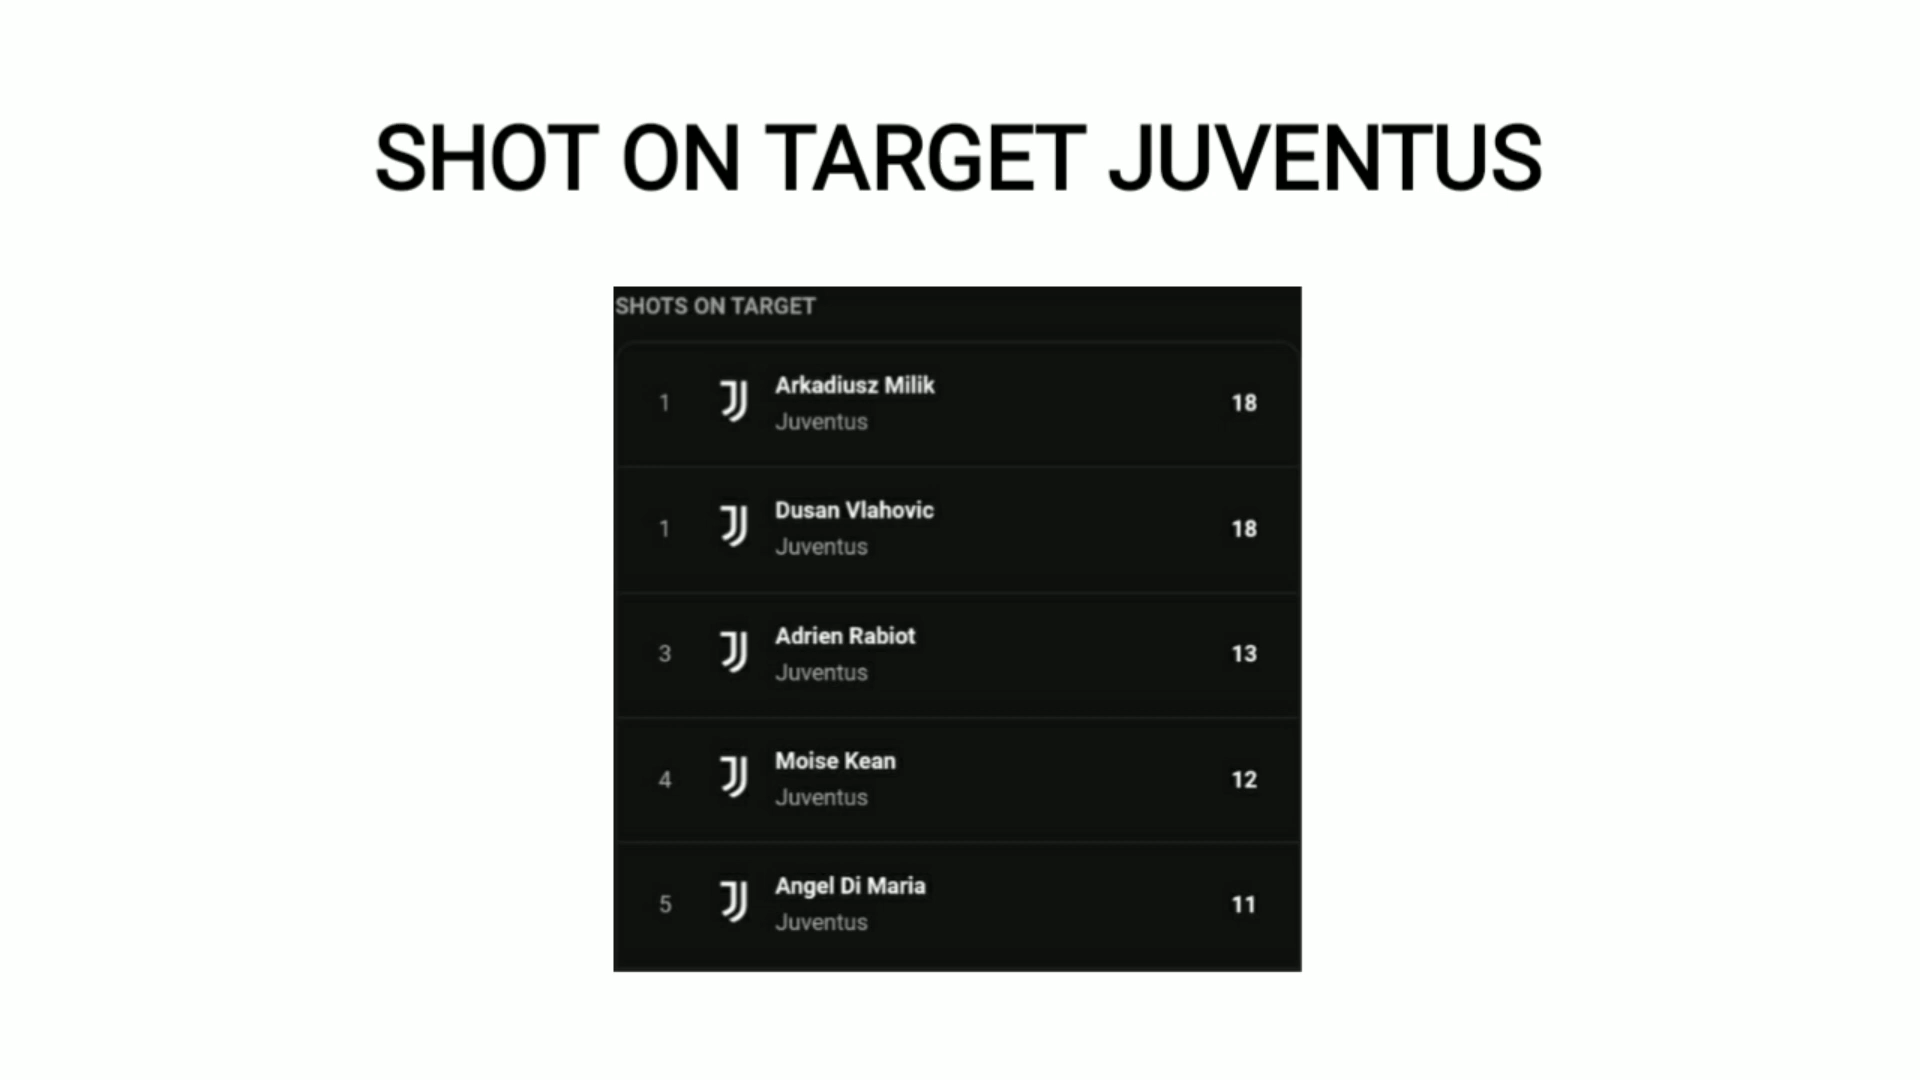 SHOT ON TARGET JUVENTUS
SHOTS ON TARGET
1 Arkadiusz Milik 18
Juventus
1 Dusan Vlahovic 18
Juventus
3 Adrien Rabiot 13
Juventus
4 Moise Kean 12
Juventus
5 Angel Di Maria 11
Juventus